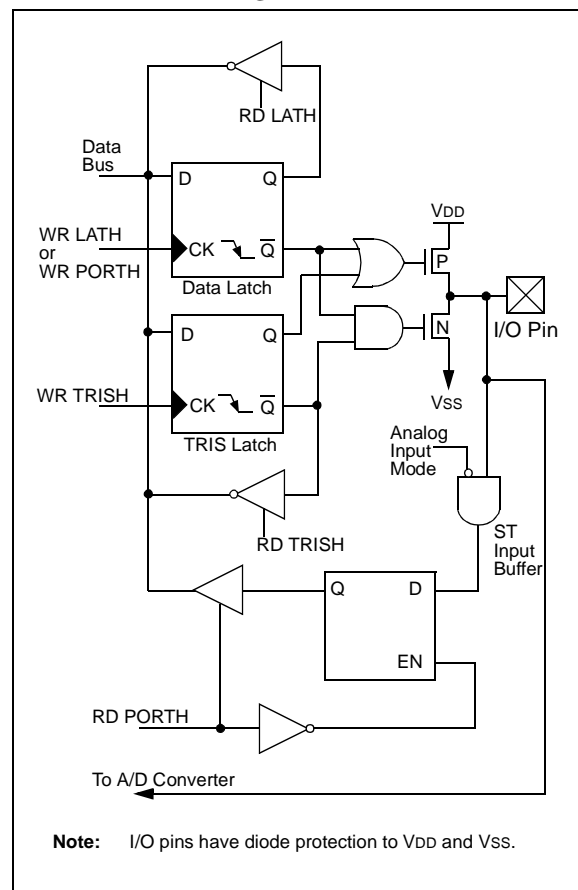 RD LATH
Data
Bus
D Q
VDD
WR LATH
or
WR PORTH
CK Q
P
Data Latch
I/O Pin
D Q
N
WR TRISH
CK Q
VSS
TRIS Latch
Analog
Input
Mode
RD TRISH
ST
Input
Buffer
Q D
EN
RD PORTH
To A/D Converter
Note: I/O pins have diode protection to VDD and VSS.